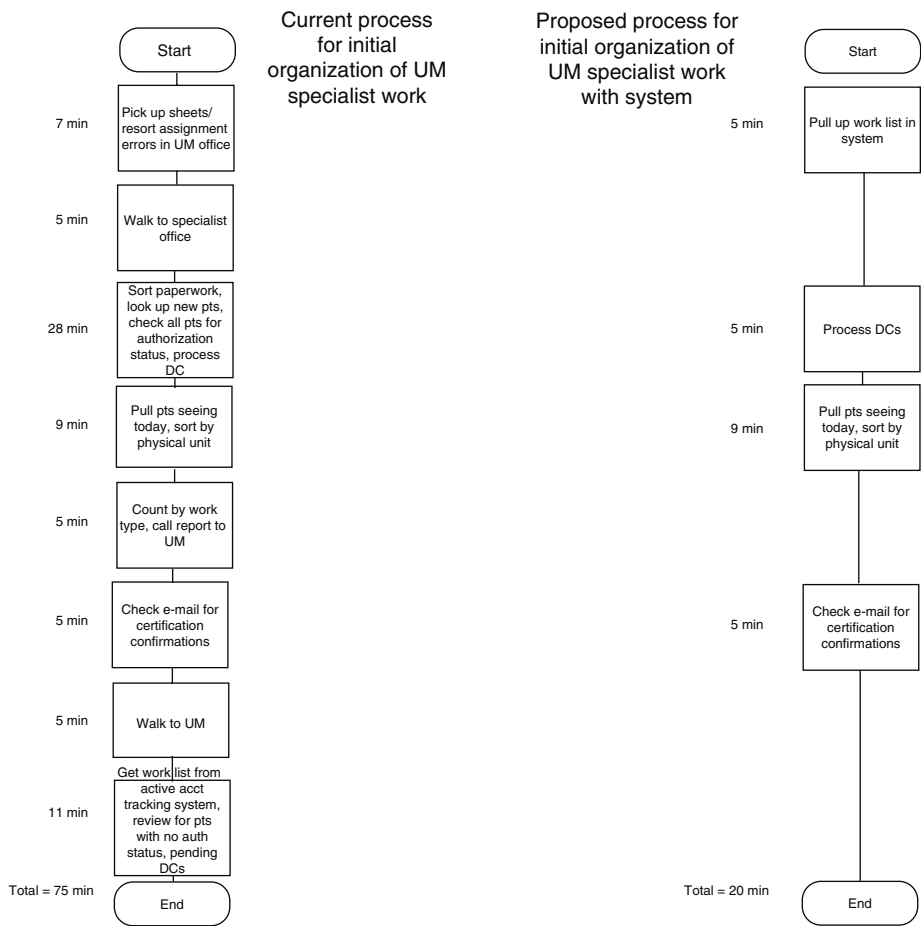 Current process
for initial
organization of UM
specialist work
Start
7 min
Pick up sheets/
resort assignment
errors in UM office
5 min
Walk to specialist
office
28 min
Sort paperwork,
look up new pts,
check all pts for
authorization
status, process
DC
9 min
Pull pts seeing
today, sort by
physical unit
5 min
Count by work
type, call report to
UM
5 min
Check e-mail for
certification
confirmations
5 min
Walk to UM
11 min
Get work list from
active acct
tracking system,
review for pts
with no auth
status, pending
DCs
Total = 75 min
End
Proposed process for
initial organization of
UM specialist work
with system
Start
5 min
Pull up work list in
system
5 min
Process DCs
9 min
Pull pts seeing
today, sort by
physical unit
5 min
Check e-mail for
certification
confirmations
Total = 20 min
End